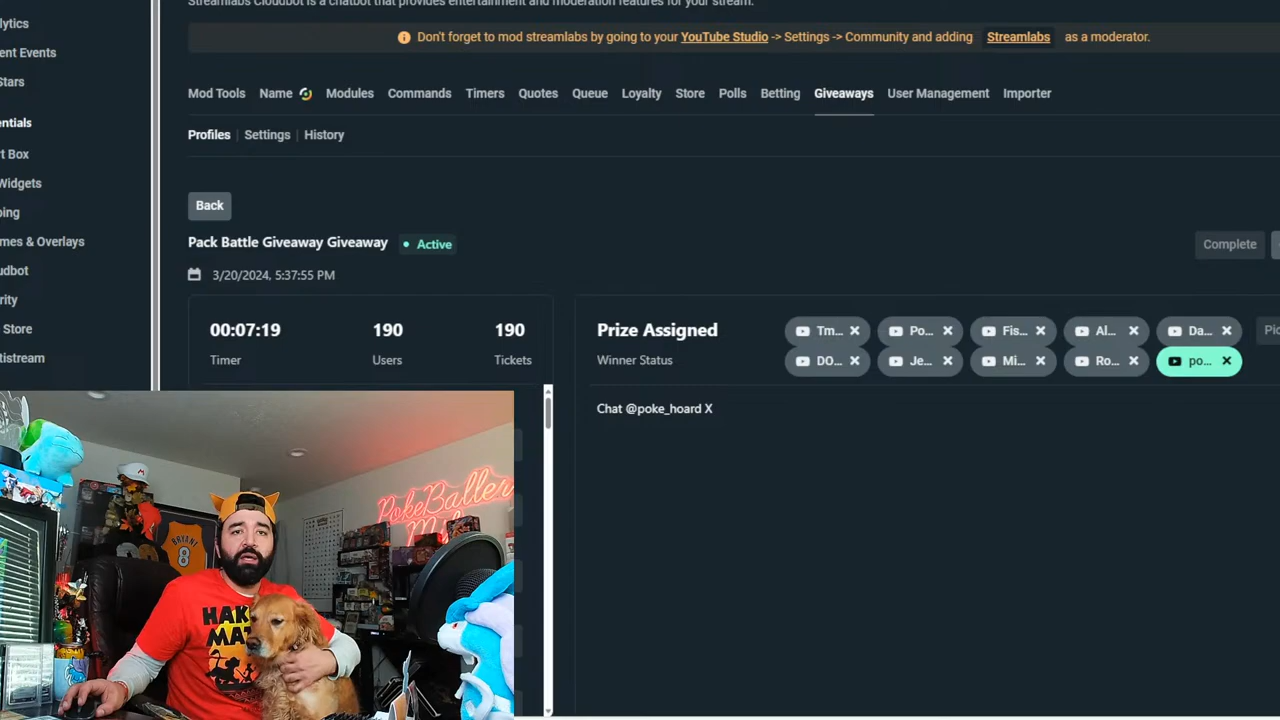 Streamlabs Cloudbot is a chatbot that provides entertainment and moderation features for your stream.
Don't forget to mod streamlabs by going to your YouTube Studio -> Settings -> Community and adding Streamlabs as a moderator.
lytics
ent Events
Stars
entials
rt Box
Widgets
ping
mes & Overlays
udbot
rity
Store
ltistream
Mod Tools Name Modules Commands Timers Quotes Queue Loyalty Store Polls Betting Giveaways User Management Importer
Profiles | Settings | History
Back
Pack Battle Giveaway Giveaway • Active
Complete
3/20/2024, 5:37:55 PM
00:07:19 190 190
Timer Users Tickets
Prize Assigned
Winner Status
Tm... Po... Fis... Al... Da...
DO... Je... Mi... Ro... po...
Chat @poke_hoard X
PokeBaller
BRYANT
8